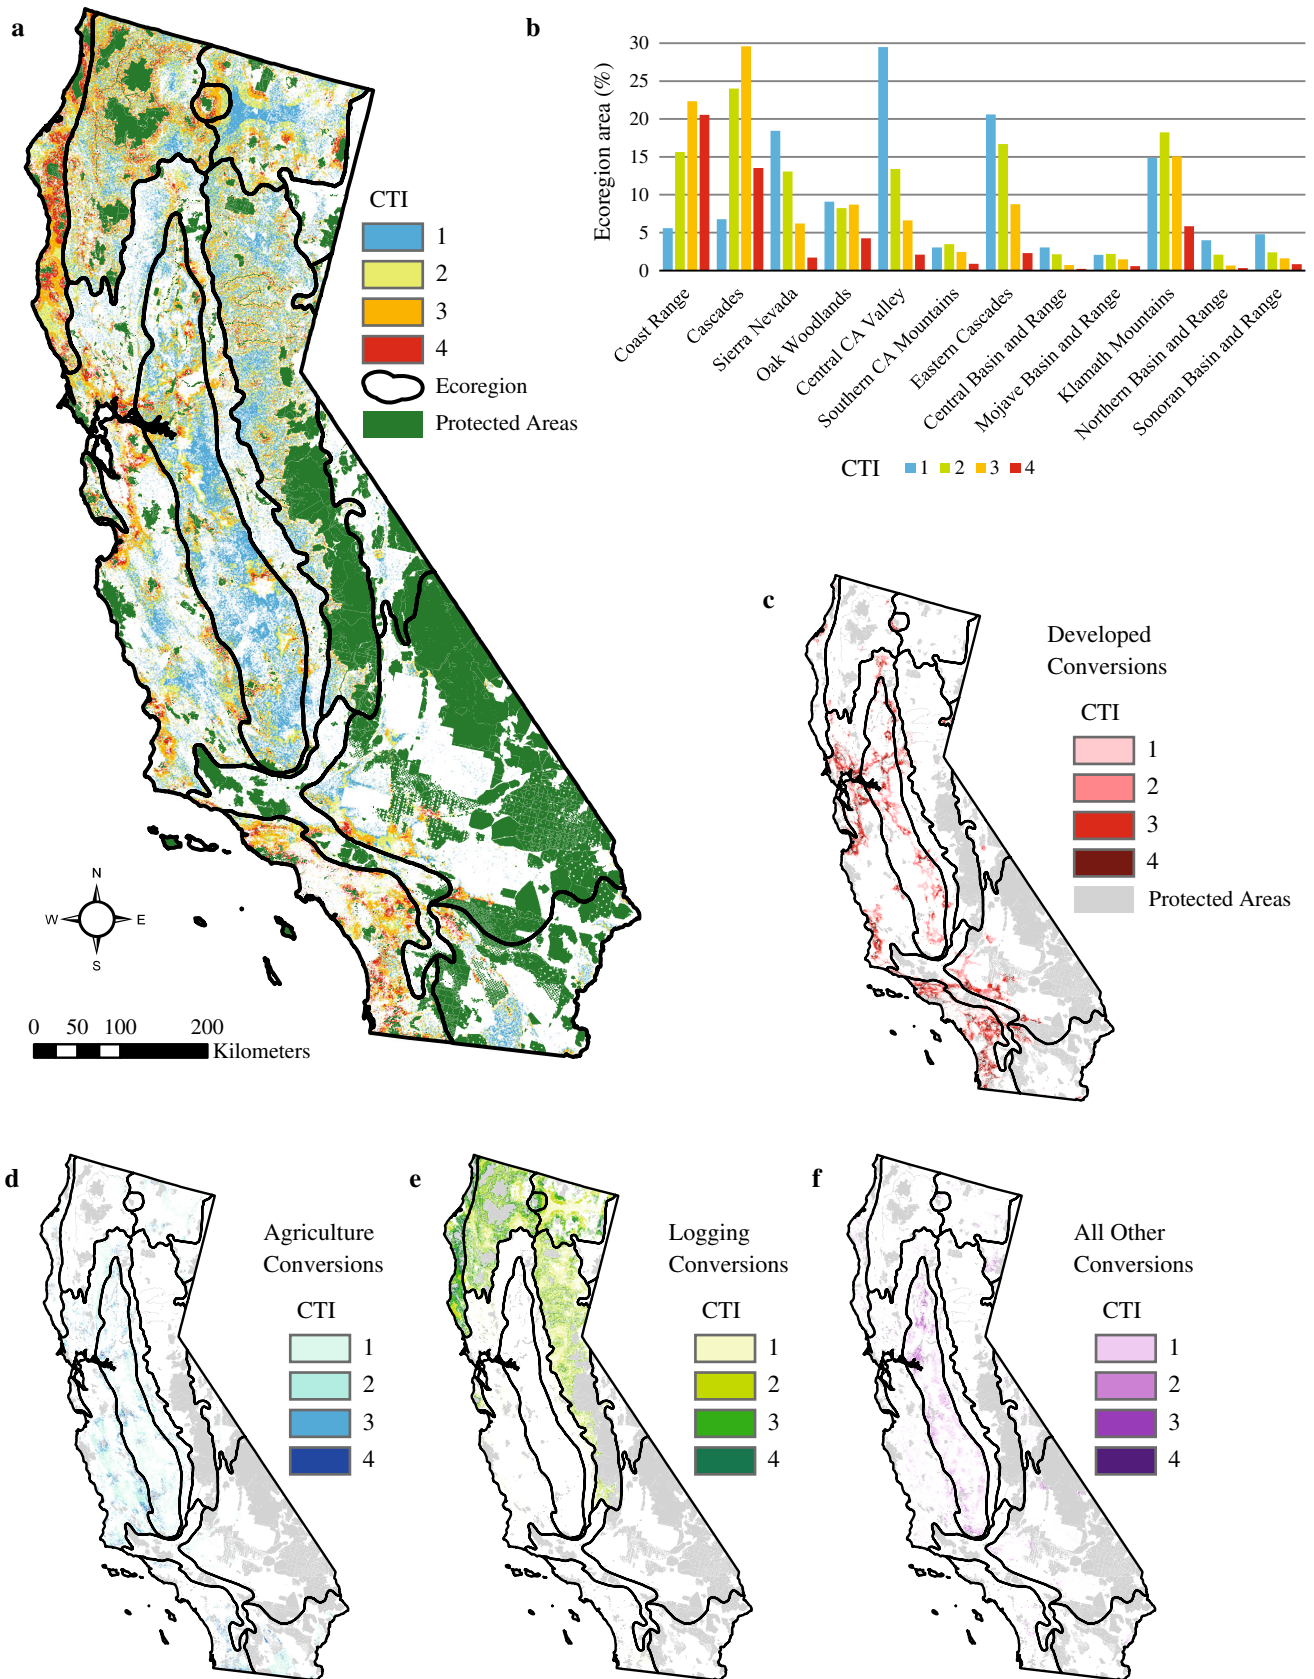 a
CTI
1
2
3
4
Ecoregion
Protected Areas
N
W
E
S
0 50 100 200
Kilometers
b
Ecoregion area (%)
30
25
20
15
10
5
0
Coast Range
Cascades
Sierra Nevada
Oak Woodlands
Central CA Valley
Southern CA Mountains
Eastern Cascades
Central Basin and Range
Mojave Basin and Range
Klamath Mountains
Northern Basin and Range
Sonoran Basin and Range
CTI 1 2 3 4
c
Developed
Conversions
CTI
1
2
3
4
Protected Areas
d
Agriculture
Conversions
CTI
1
2
3
4
e
Logging
Conversions
CTI
1
2
3
4
f
All Other
Conversions
CTI
1
2
3
4